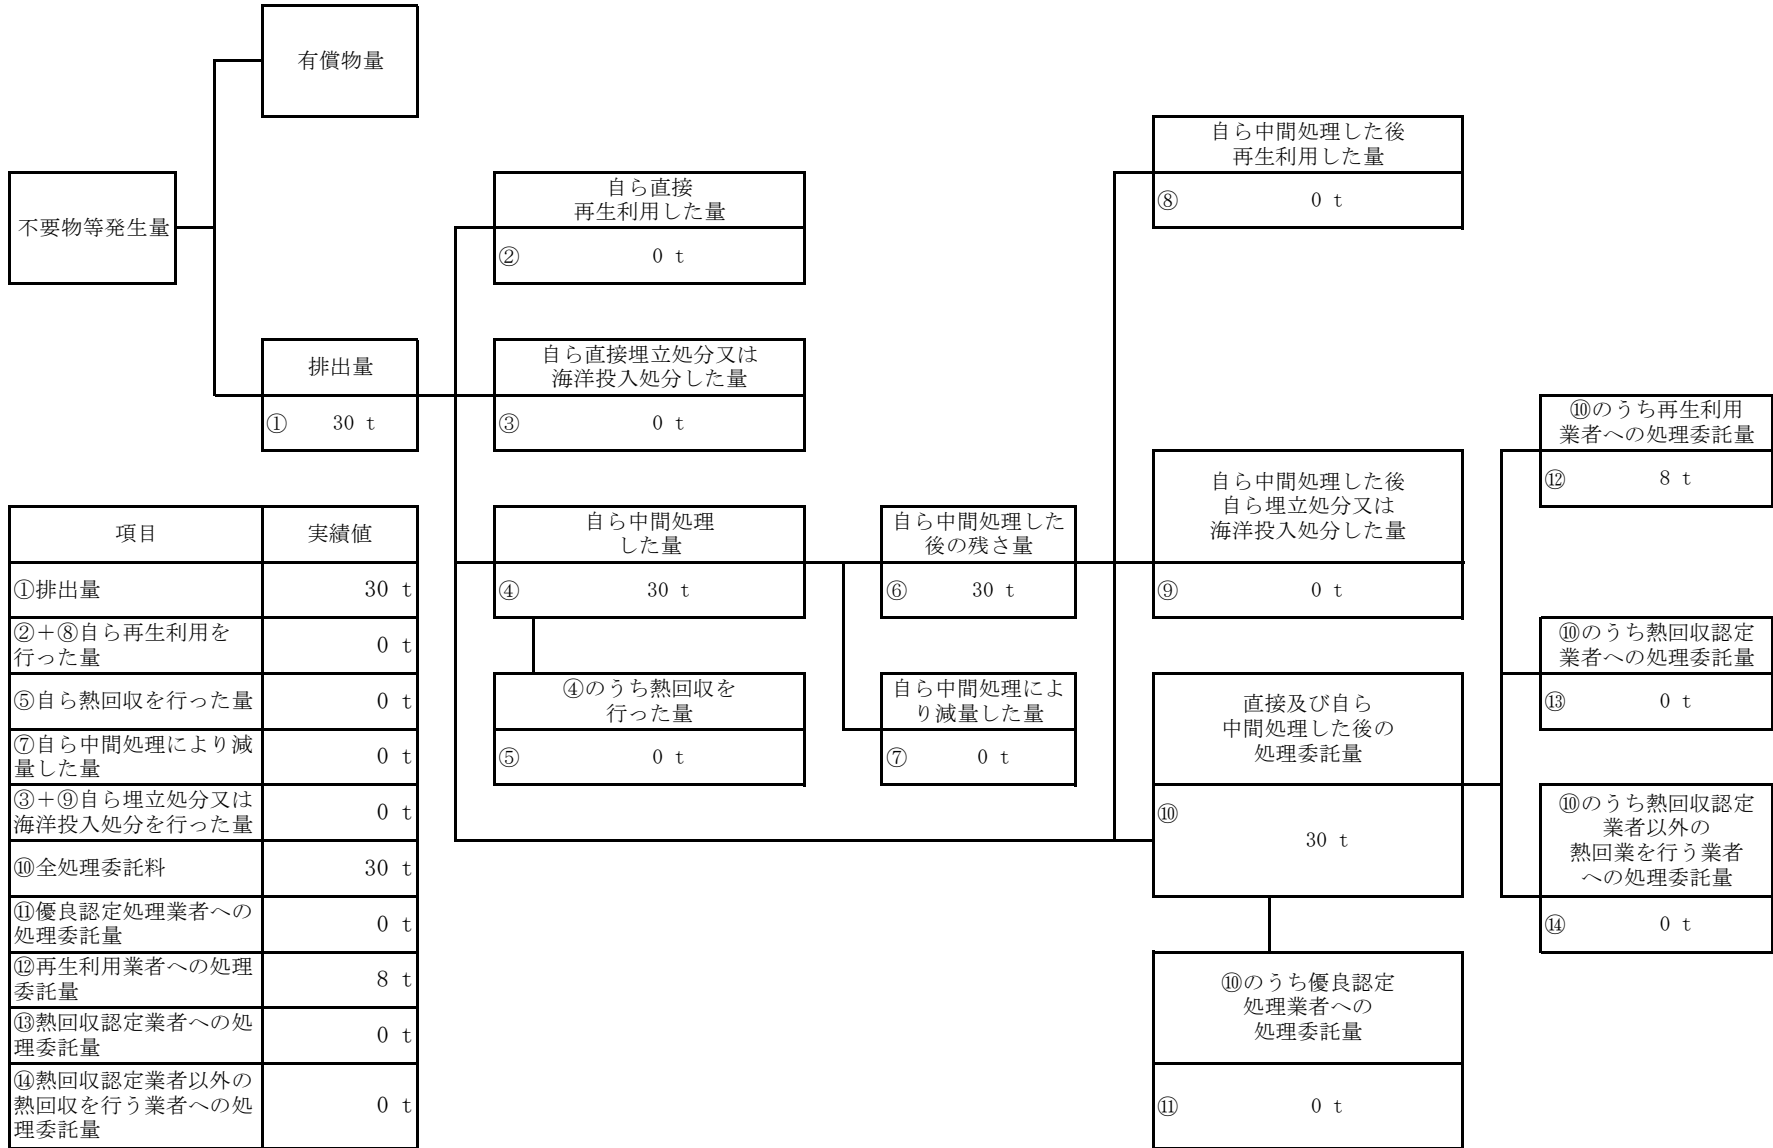 有償物量
不要物等発生量
排出量
① 30 t
自ら直接
再生利用した量
② 0 t
自ら直接埋立処分又は
海洋投入処分した量
③ 0 t
自ら中間処理
した量
④ 30 t
④のうち熱回収を
行った量
⑤ 0 t
自ら中間処理した
後の残さ量
⑥ 30 t
自ら中間処理によ
り減量した量
⑦ 0 t
自ら中間処理した後
再生利用した量
⑧ 0 t
自ら中間処理した後
自ら埋立処分又は
海洋投入処分した量
⑨ 0 t
直接及び自ら
中間処理した後の
処理委託量
⑩
30 t
⑩のうち優良認定
処理業者への
処理委託量
⑪ 0 t
⑩のうち再生利用
業者への処理委託量
⑫ 8 t
⑩のうち熱回収認定
業者への処理委託量
⑬ 0 t
⑩のうち熱回収認定
業者以外の
熱回業を行う業者
への処理委託量
⑭ 0 t
項目 実績値
①排出量 30 t
②＋⑧自ら再生利用を
行った量 0 t
⑤自ら熱回収を行った量 0 t
⑦自ら中間処理により減
量した量 0 t
③＋⑨自ら埋立処分又は
海洋投入処分を行った量 0 t
⑩全処理委託料 30 t
⑪優良認定処理業者への
処理委託量 0 t
⑫再生利用業者への処理
委託量 8 t
⑬熱回収認定業者への処
理委託量 0 t
⑭熱回収認定業者以外の
熱回収を行う業者への処
理委託量 0 t